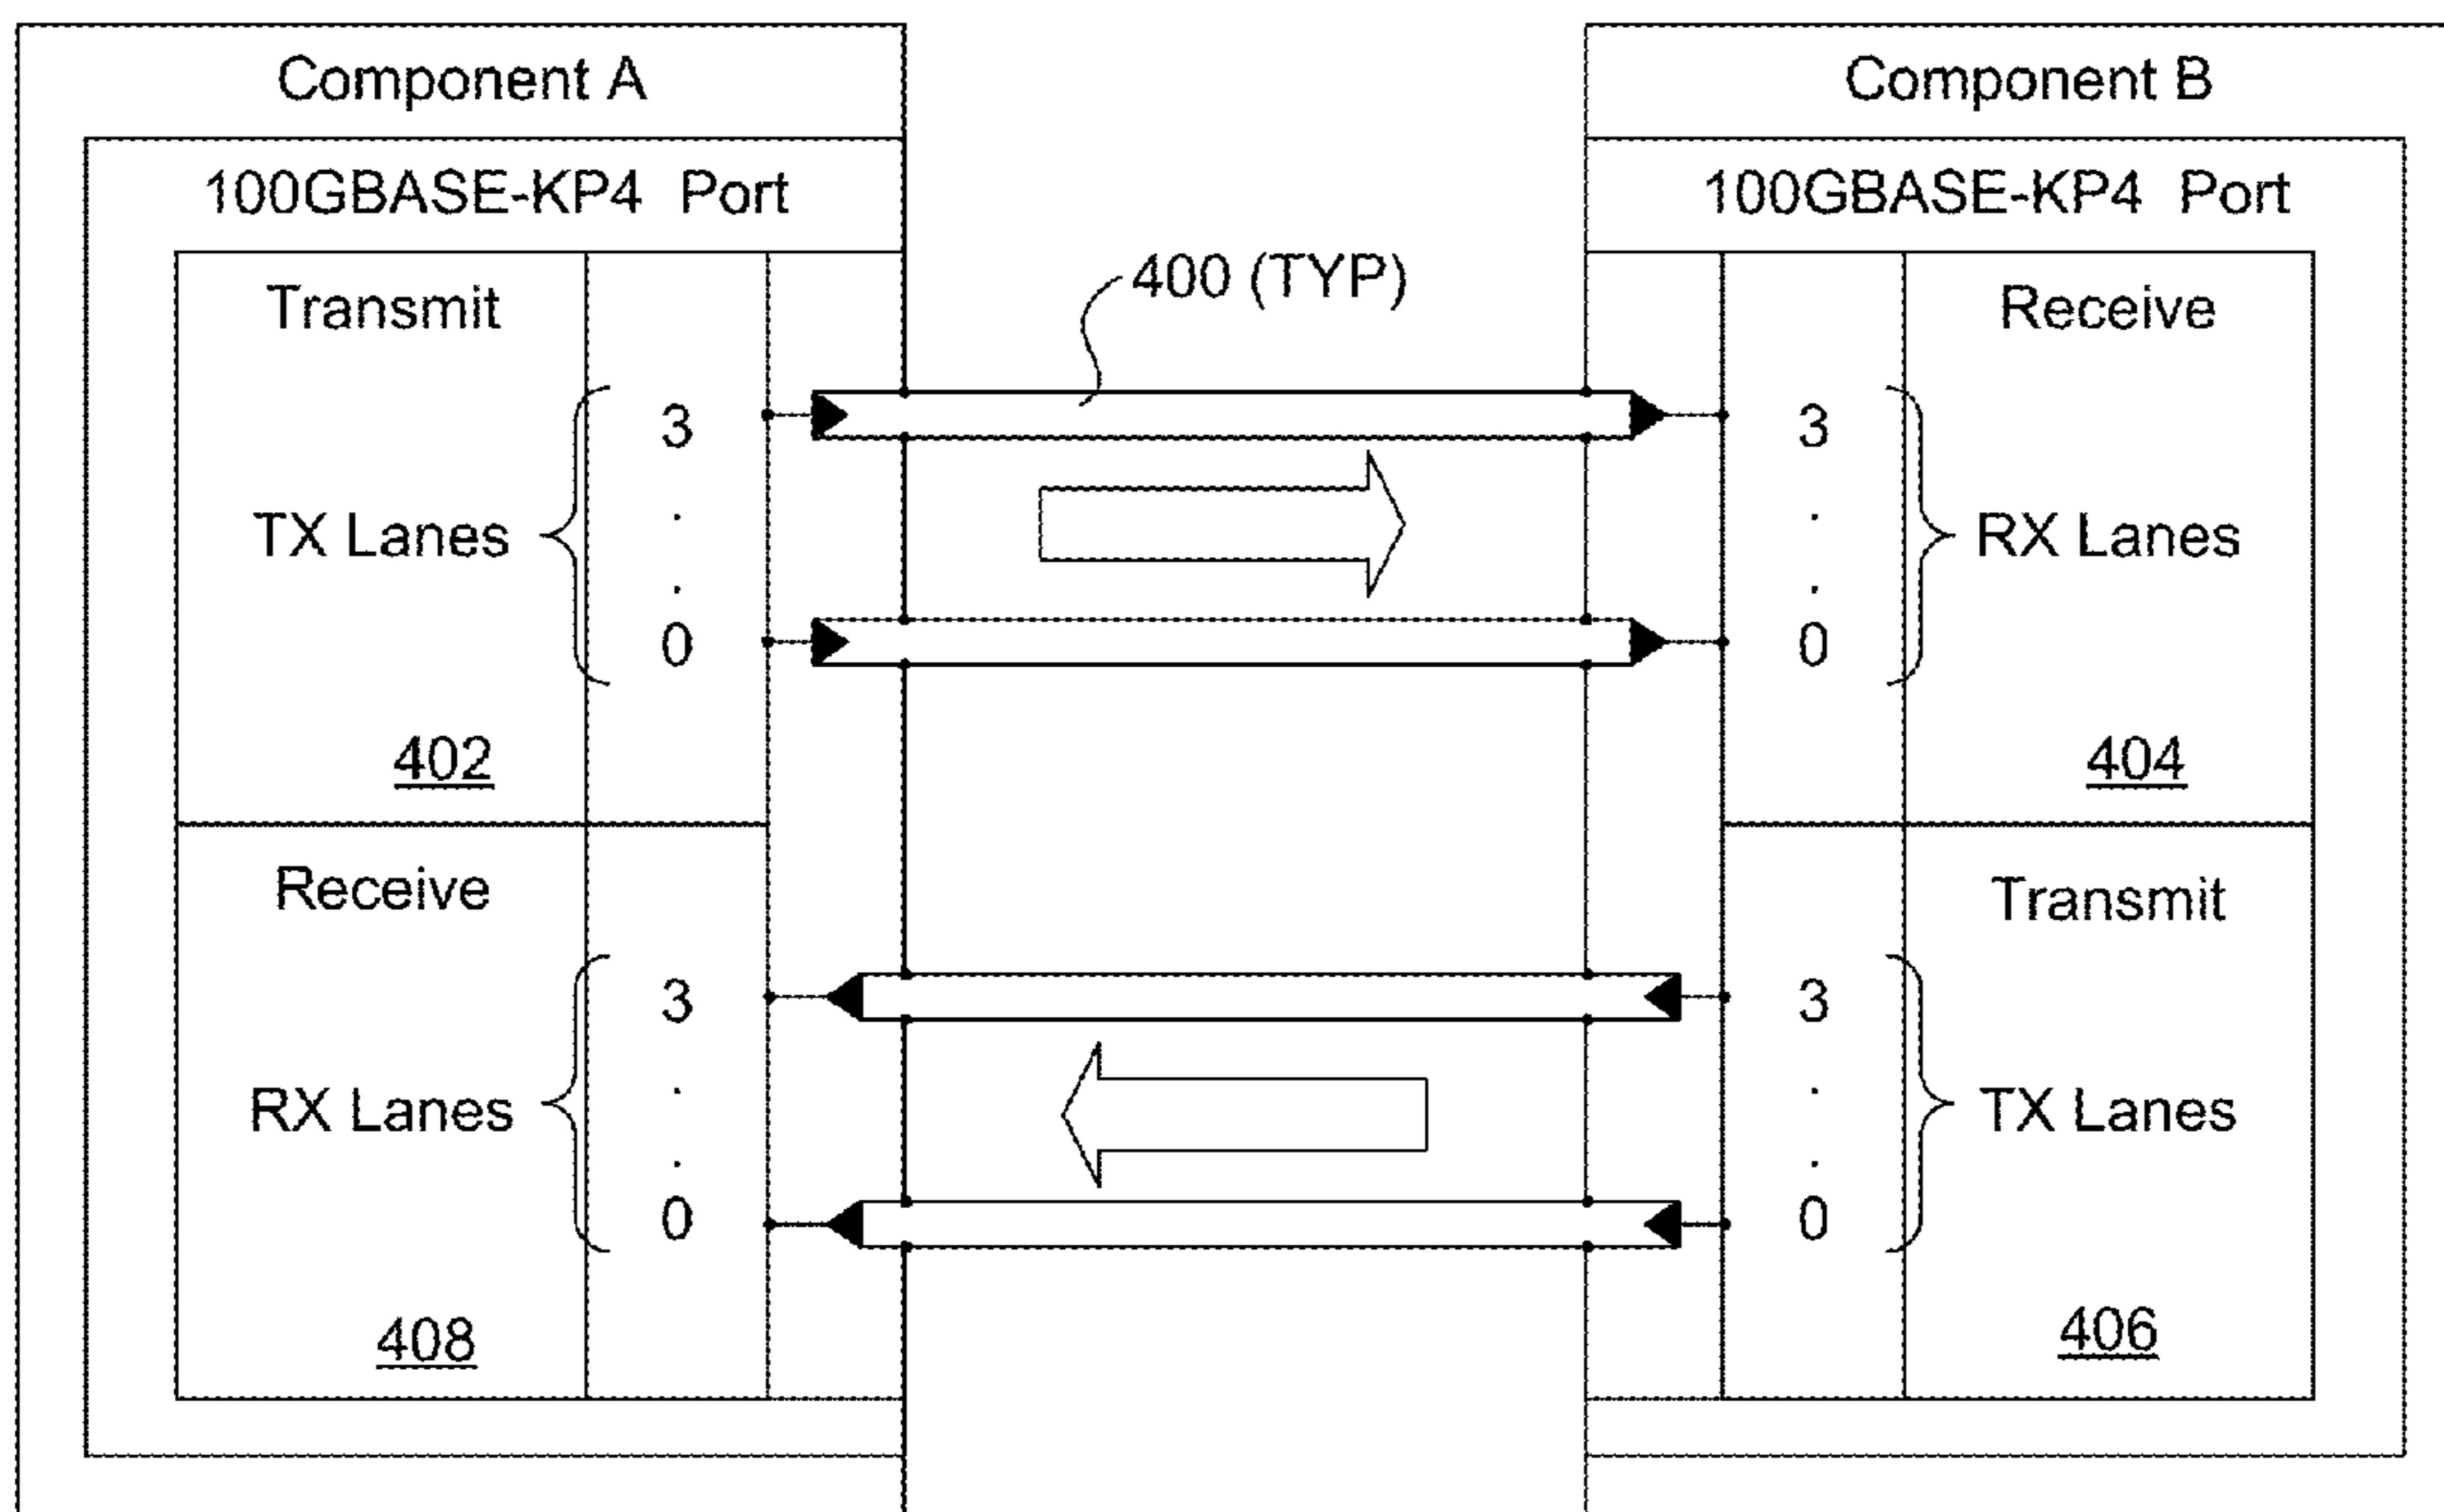 Component A
100GBASE-KP4 Port
Transmit
TX Lanes
3
.
.
0
402
Receive
RX Lanes
3
.
.
0
408
400 (TYP)
Component B
100GBASE-KP4 Port
Receive
3
.
.
0
RX Lanes
404
Transmit
3
.
.
0
TX Lanes
406